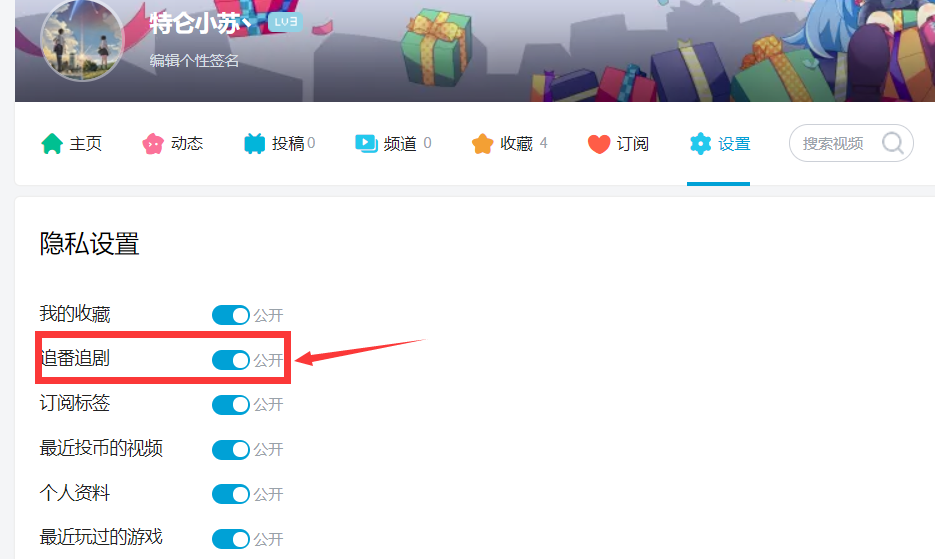 特仑小苏丶 LV3
编辑个性签名
主页 动态 投稿 0 频道 0 收藏 4 订阅 设置 搜索视频
隐私设置
我的收藏 公开
追番追剧 公开
订阅标签 公开
最近投币的视频 公开
个人资料 公开
最近玩过的游戏 公开